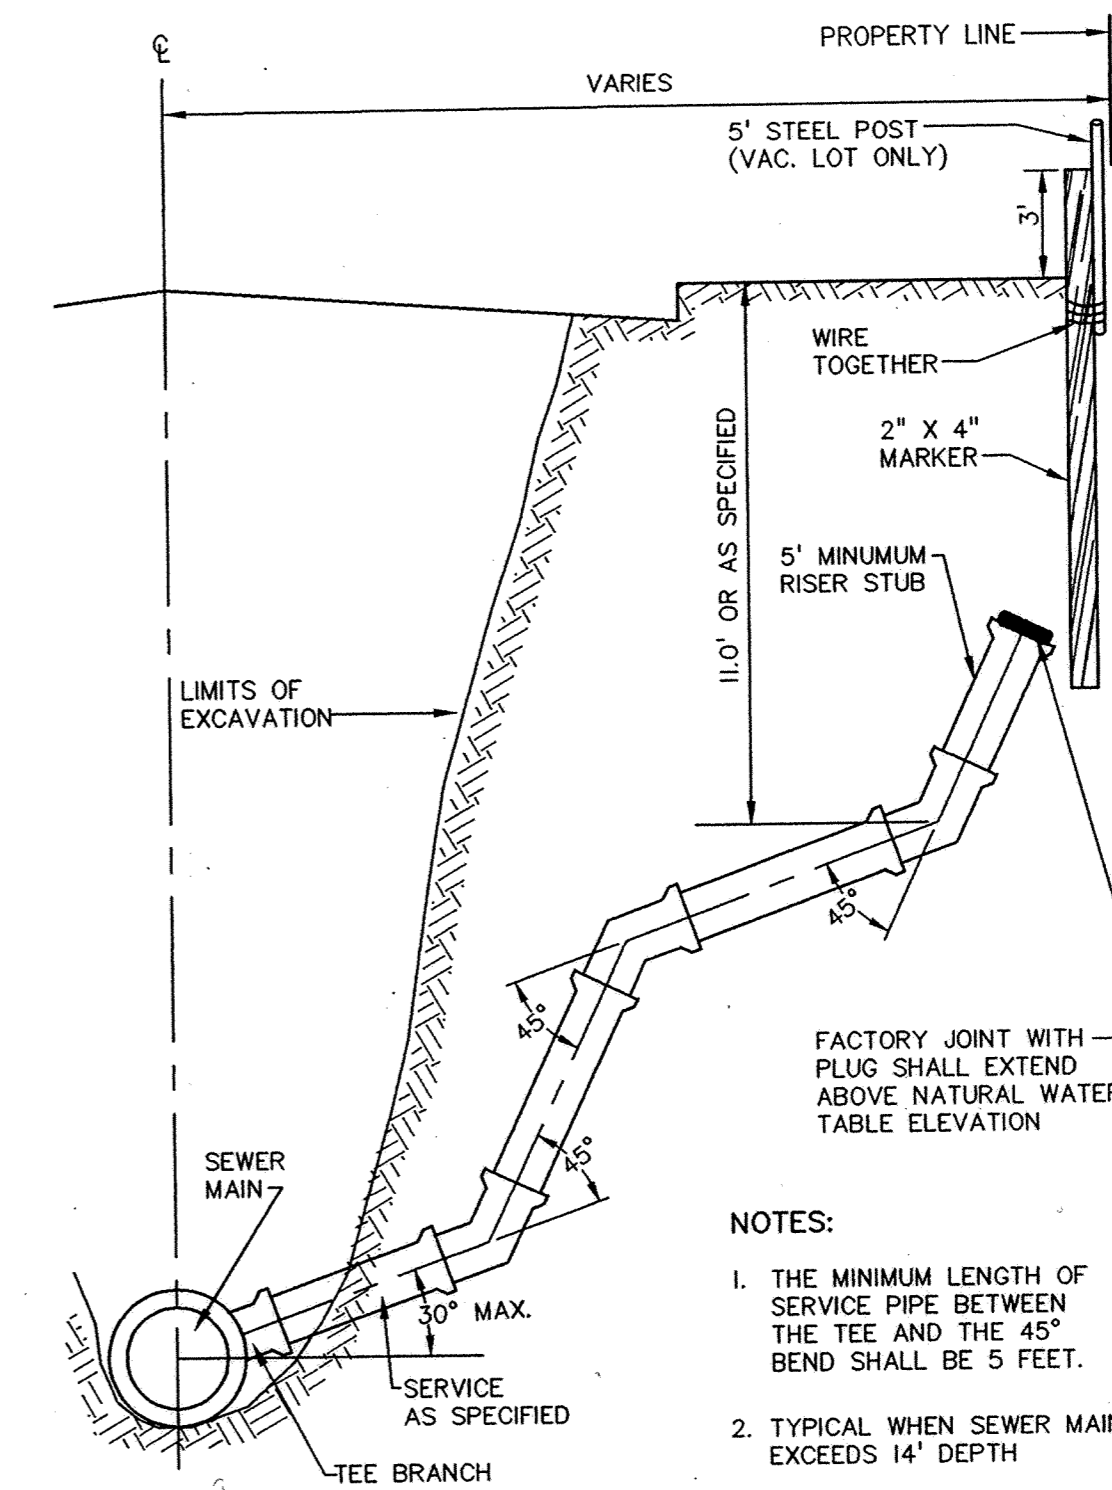 ℄
PROPERTY LINE
VARIES
5' STEEL POST
(VAC. LOT ONLY)
3'
WIRE
TOGETHER
11.0' OR AS SPECIFIED
2" X 4"
MARKER
5' MINUMUM
RISER STUB
LIMITS OF
EXCAVATION
45°
45°
FACTORY JOINT WITH
PLUG SHALL EXTEND
ABOVE NATURAL WATER
TABLE ELEVATION
45°
SEWER
MAIN
NOTES:
1. THE MINIMUM LENGTH OF
SERVICE PIPE BETWEEN
THE TEE AND THE 45°
BEND SHALL BE 5 FEET.
30° MAX.
SERVICE
AS SPECIFIED
2. TYPICAL WHEN SEWER MAIN
EXCEEDS 14' DEPTH
TEE BRANCH